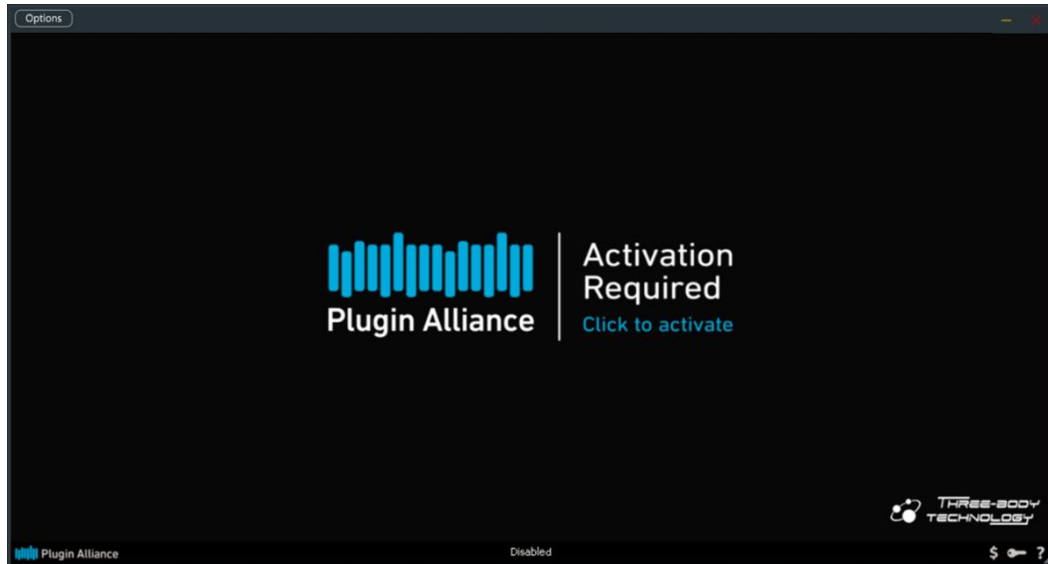 Options
Activation
Required
Plugin Alliance
Click to activate
THREE-BODY
TECHNOLOGY
Plugin Alliance
Disabled
$
?